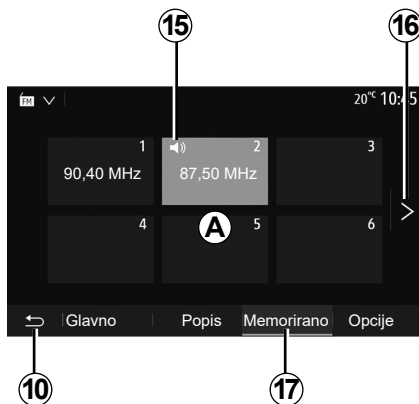 15 16
FM 20°C 10:45
1 2 3
90,40 MHz 87,50 MHz
4 A 5 6
Glavno Popis Memorirano Opcije
10 17